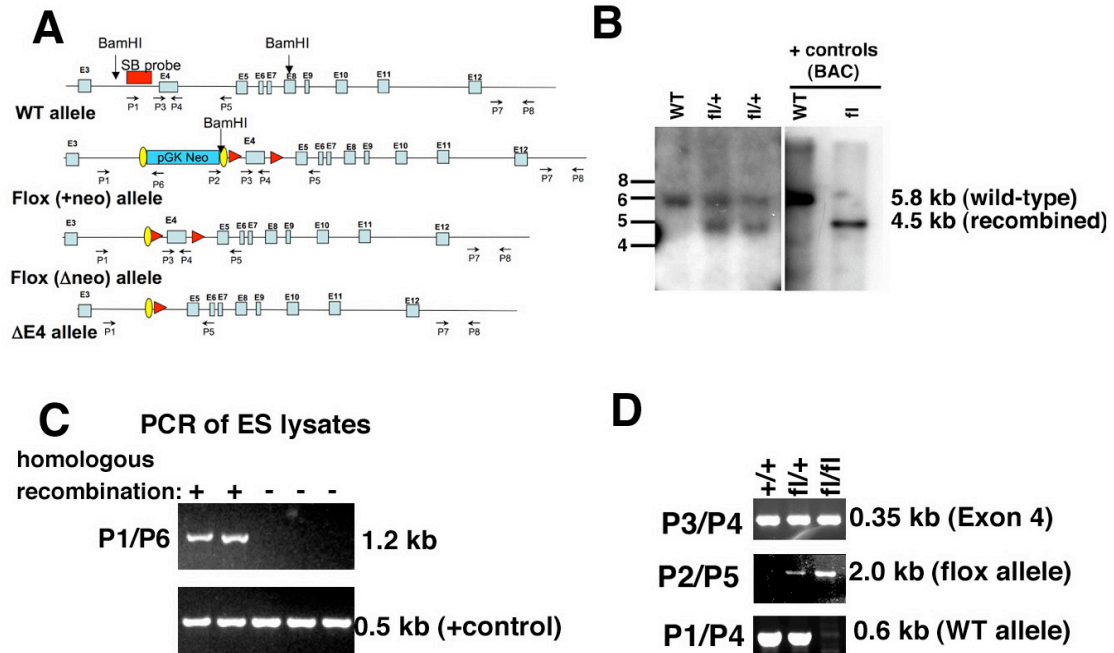 A
BamHI
BamHI
SB probe
E3
E4
E5
E6
E7
E8
E9
E10
E11
E12
P1
P3
P4
P5
P7
P8
WT allele
BamHI
E3
pGK Neo
E4
E5
E6
E7
E8
E9
E10
E11
E12
P1
P6
P2
P3
P4
P5
P7
P8
Flox (+neo) allele
E3
E4
E5
E6
E7
E8
E9
E10
E11
E12
P1
P3
P4
P5
P7
P8
Flox (Δneo) allele
E3
E5
E6
E7
E8
E9
E10
E11
E12
P1
P5
P7
P8
ΔE4 allele
B
+ controls
(BAC)
WT
fl/+
fl/+
WT
fl
8
6
5
4
5.8 kb (wild-type)
4.5 kb (recombined)
C
PCR of ES lysates
homologous
recombination: + + - - -
P1/P6
1.2 kb
0.5 kb (+control)
D
+/+
fl/+
fl/fl
P3/P4
0.35 kb (Exon 4)
P2/P5
2.0 kb (flox allele)
P1/P4
0.6 kb (WT allele)